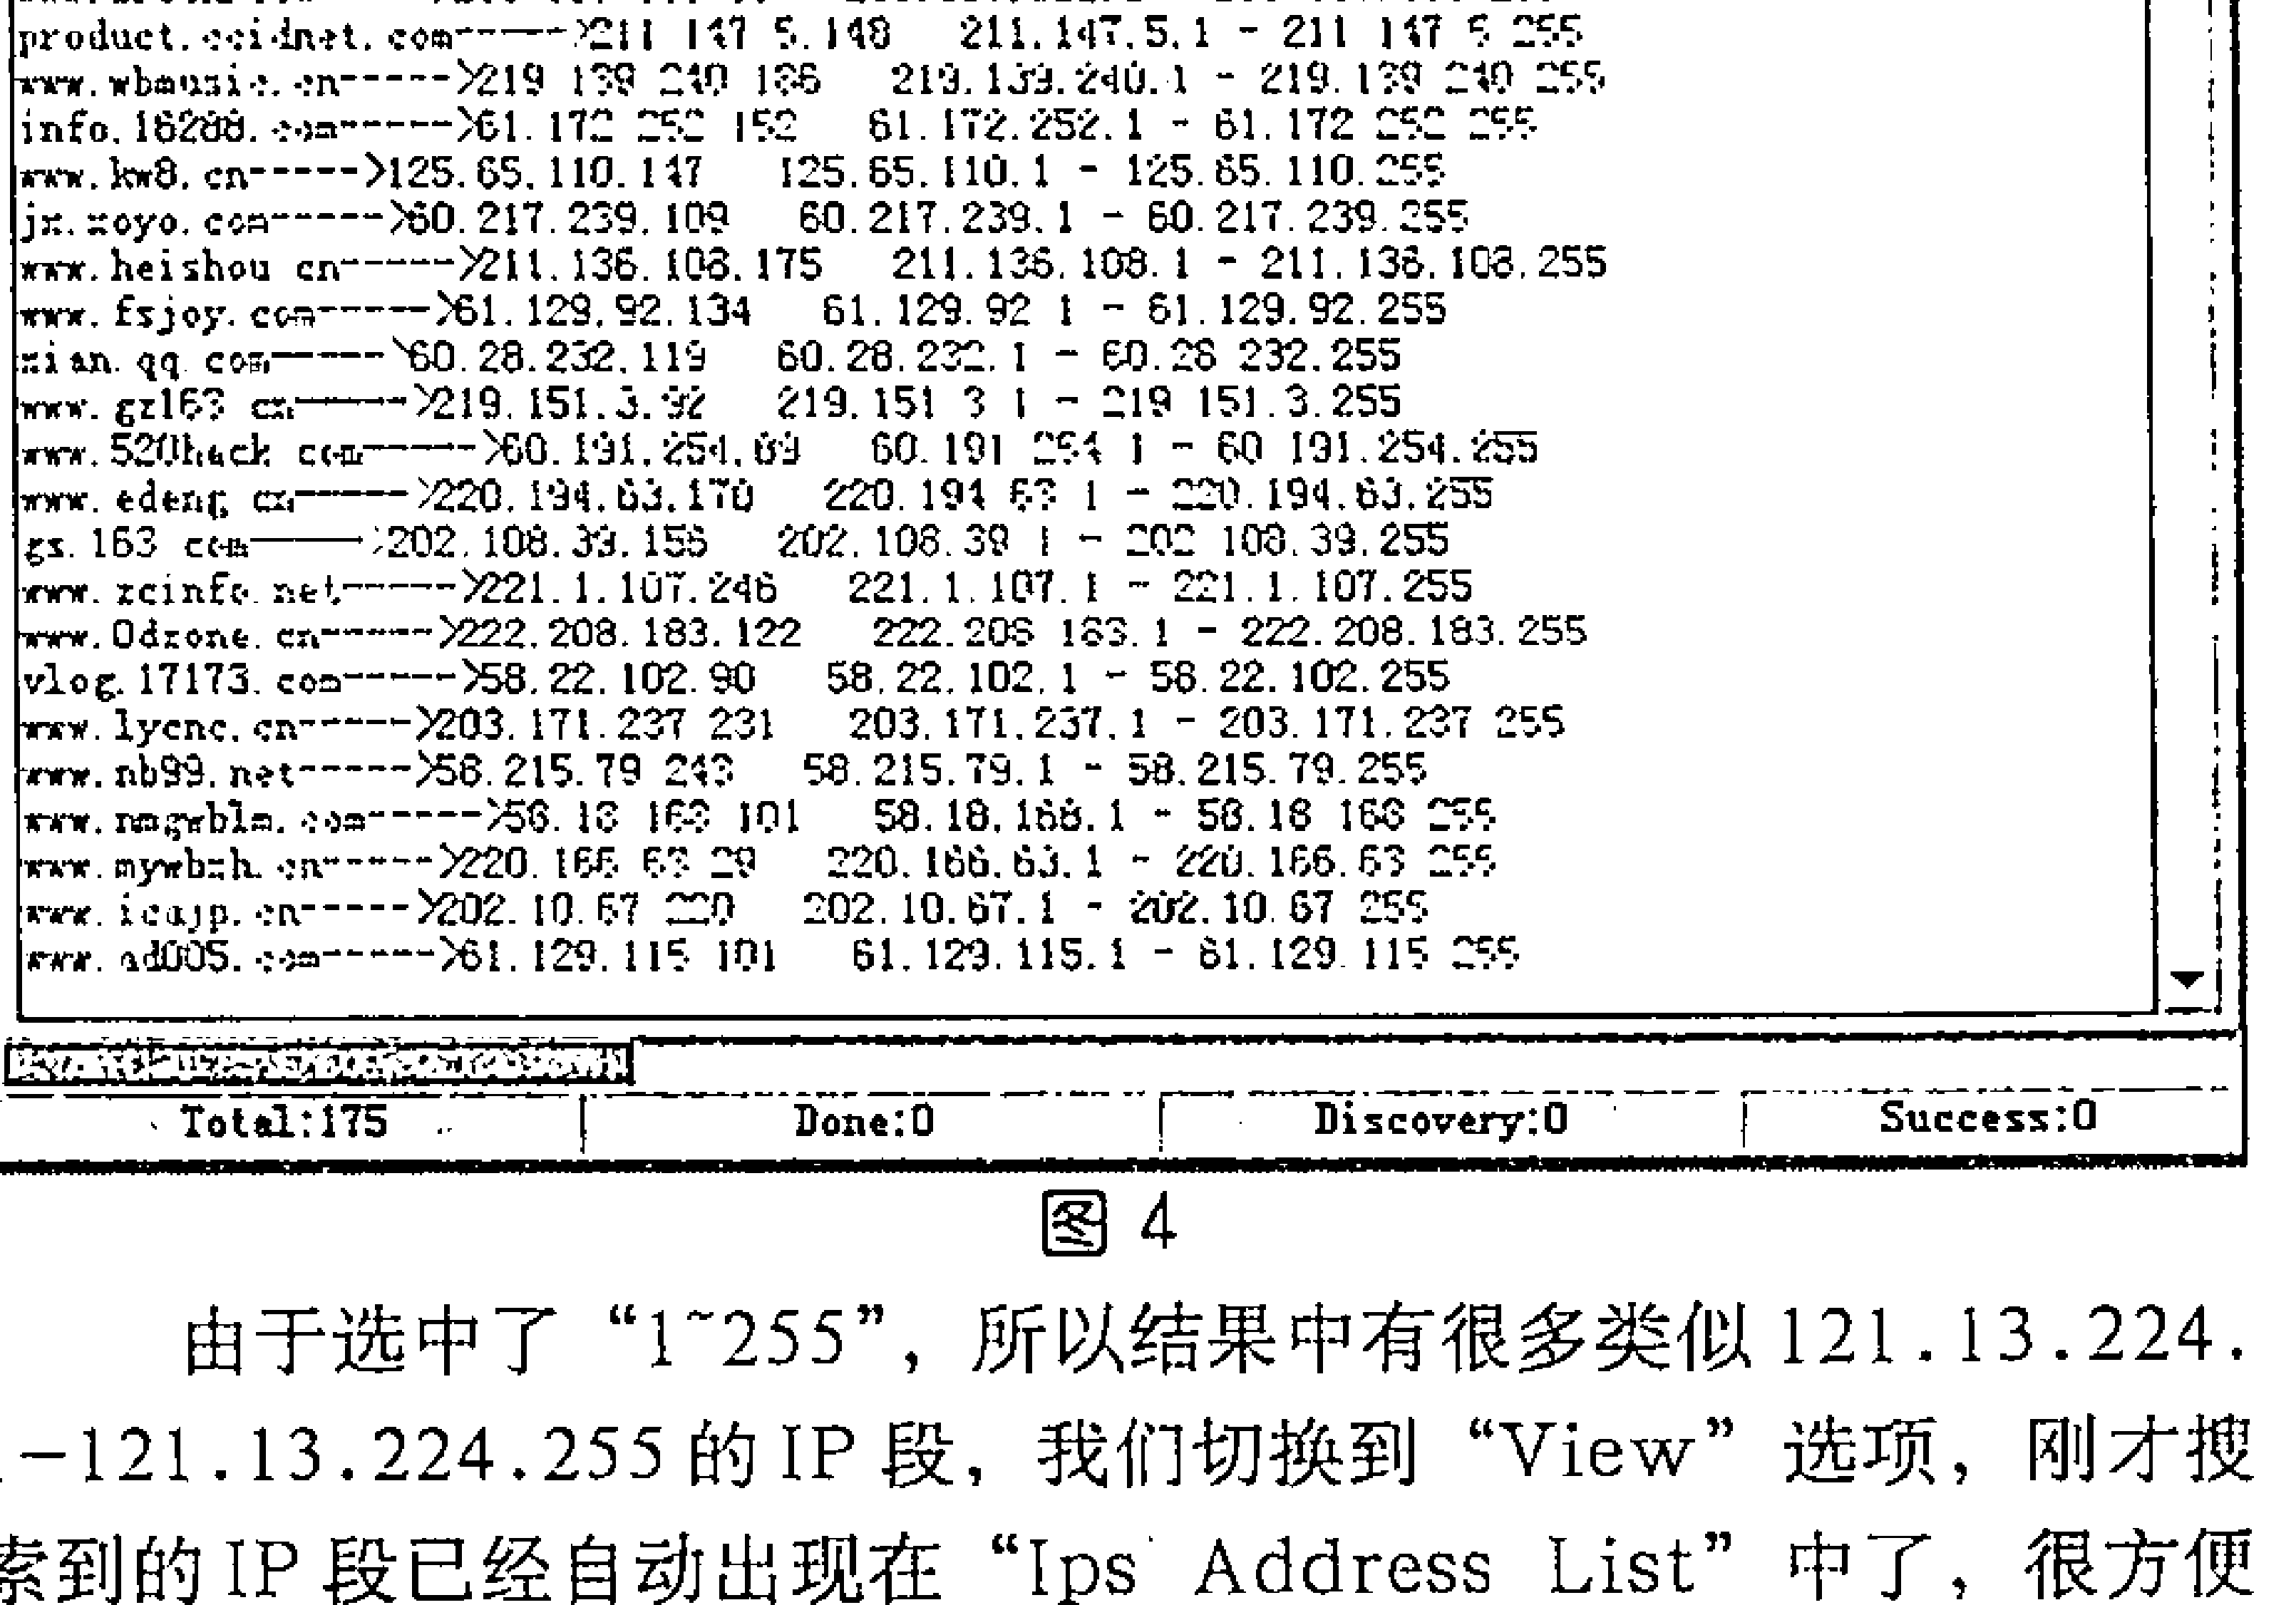 product.ccidnet.com----->211.147.5.148 211.147.5.1 - 211 147 5 255
www.wbmusic.cn----->219 139 240 186 219.139.240.1 - 219.139 240 255
info.16288.com----->61.172 252 152 61.172.252.1 - 61.172 252 255
www.kw8.cn----->125.65.110.147 125.65.110.1 - 125.65.110.255
jx.xoyo.com----->60.217.239.109 60.217.239.1 - 60.217.239.255
www.heishou cn----->211.136.108.175 211.136.108.1 - 211.136.108.255
www.fsjoy.com----->61.129.92.134 61.129.92 1 - 61.129.92.255
xian.qq.com-----60.28.232.119 60.28.232.1 - 60.28 232.255
www.gz163 cn----->219.151.3.92 219.151 3 1 - 219 151.3.255
www.520hack com----->60.191.254.69 60.191 254 1 - 60 191.254.255
www.edeng cn----->220.194.63.170 220.194 63 1 - 220.194.63.255
gs.163 com----->202.108.39.156 202.108.39 1 - 202 108.39.255
www.zcinfo.net----->221.1.107.246 221.1.107.1 - 221.1.107.255
www.0dzone.cn----->222.208.183.122 222.208 183.1 - 222.208.183.255
vlog.17173.com----->58.22.102.90 58.22.102.1 - 58.22.102.255
www.lycnc.cn----->203.171.237 231 203.171.237.1 - 203.171.237 255
www.nb99.net----->58.215.79 243 58.215.79.1 - 58.215.79.255
www.nmgwblm.com----->58.18 168 101 58.18.168.1 - 58.18 168 255
www.mywbzh.cn----->220.166 63 29 220.166.63.1 - 220.166.63 255
www.icajp.cn----->202.10.67 220 202.10.67.1 - 202.10.67 255
www.ad005.com----->61.129.115 101 61.129.115.1 - 61.129.115 255
Total:175 Done:0 Discovery:0 Success:0
图 4
由于选中了“1~255”，所以结果中有很多类似121.13.224.
-121.13.224.255的IP段，我们切换到“View”选项，刚才搜
索到的IP段已经自动出现在“Ips Address List”中了，很方便